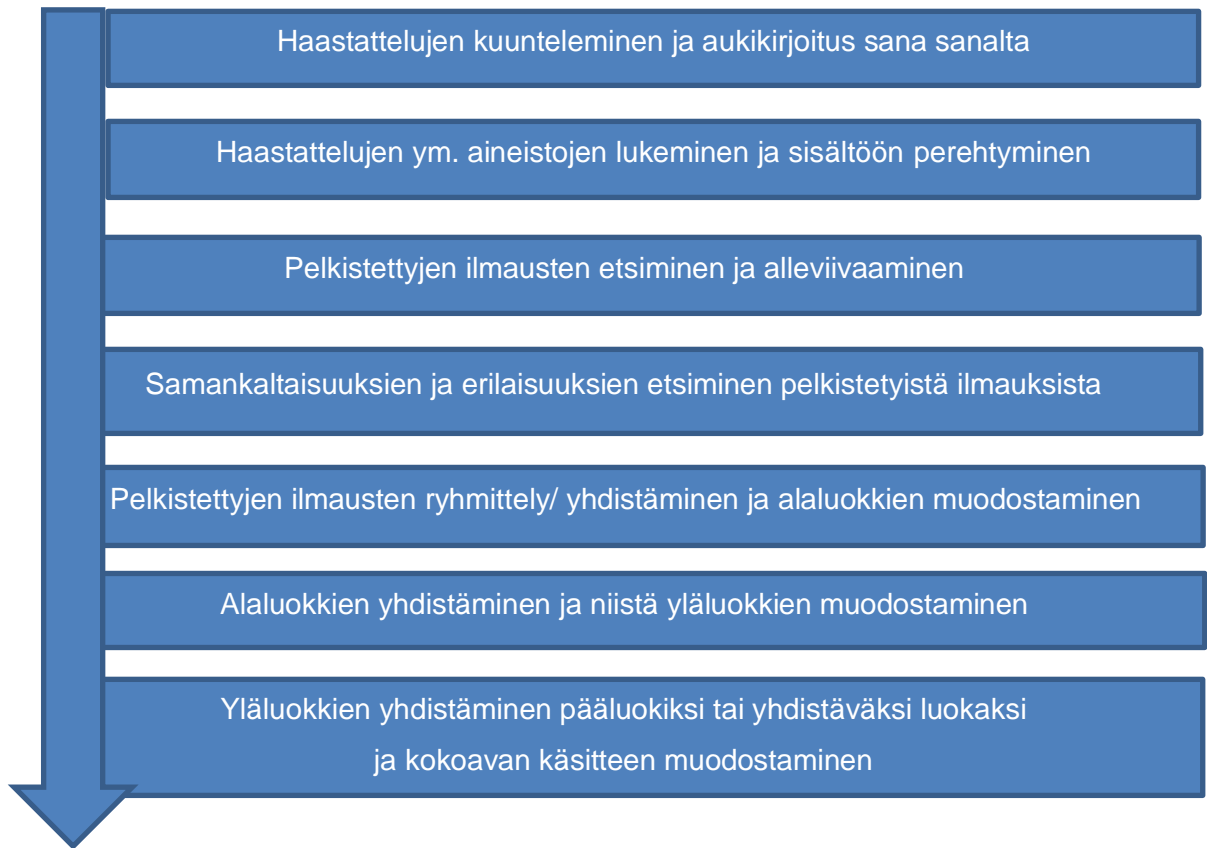 Haastattelujen kuunteleminen ja aukikirjoitus sana sanalta
Haastattelujen ym. aineistojen lukeminen ja sisältöön perehtyminen
Pelkistettyjen ilmausten etsiminen ja alleviivaaminen
Samankaltaisuuksien ja erilaisuuksien etsiminen pelkistetyistä ilmauksista
Pelkistettyjen ilmausten ryhmittely/ yhdistäminen ja alaluokkien muodostaminen
Alaluokkien yhdistäminen ja niistä yläluokkien muodostaminen
Yläluokkien yhdistäminen pääluokiksi tai yhdistäväksi luokaksi
ja kokoavan käsitteen muodostaminen